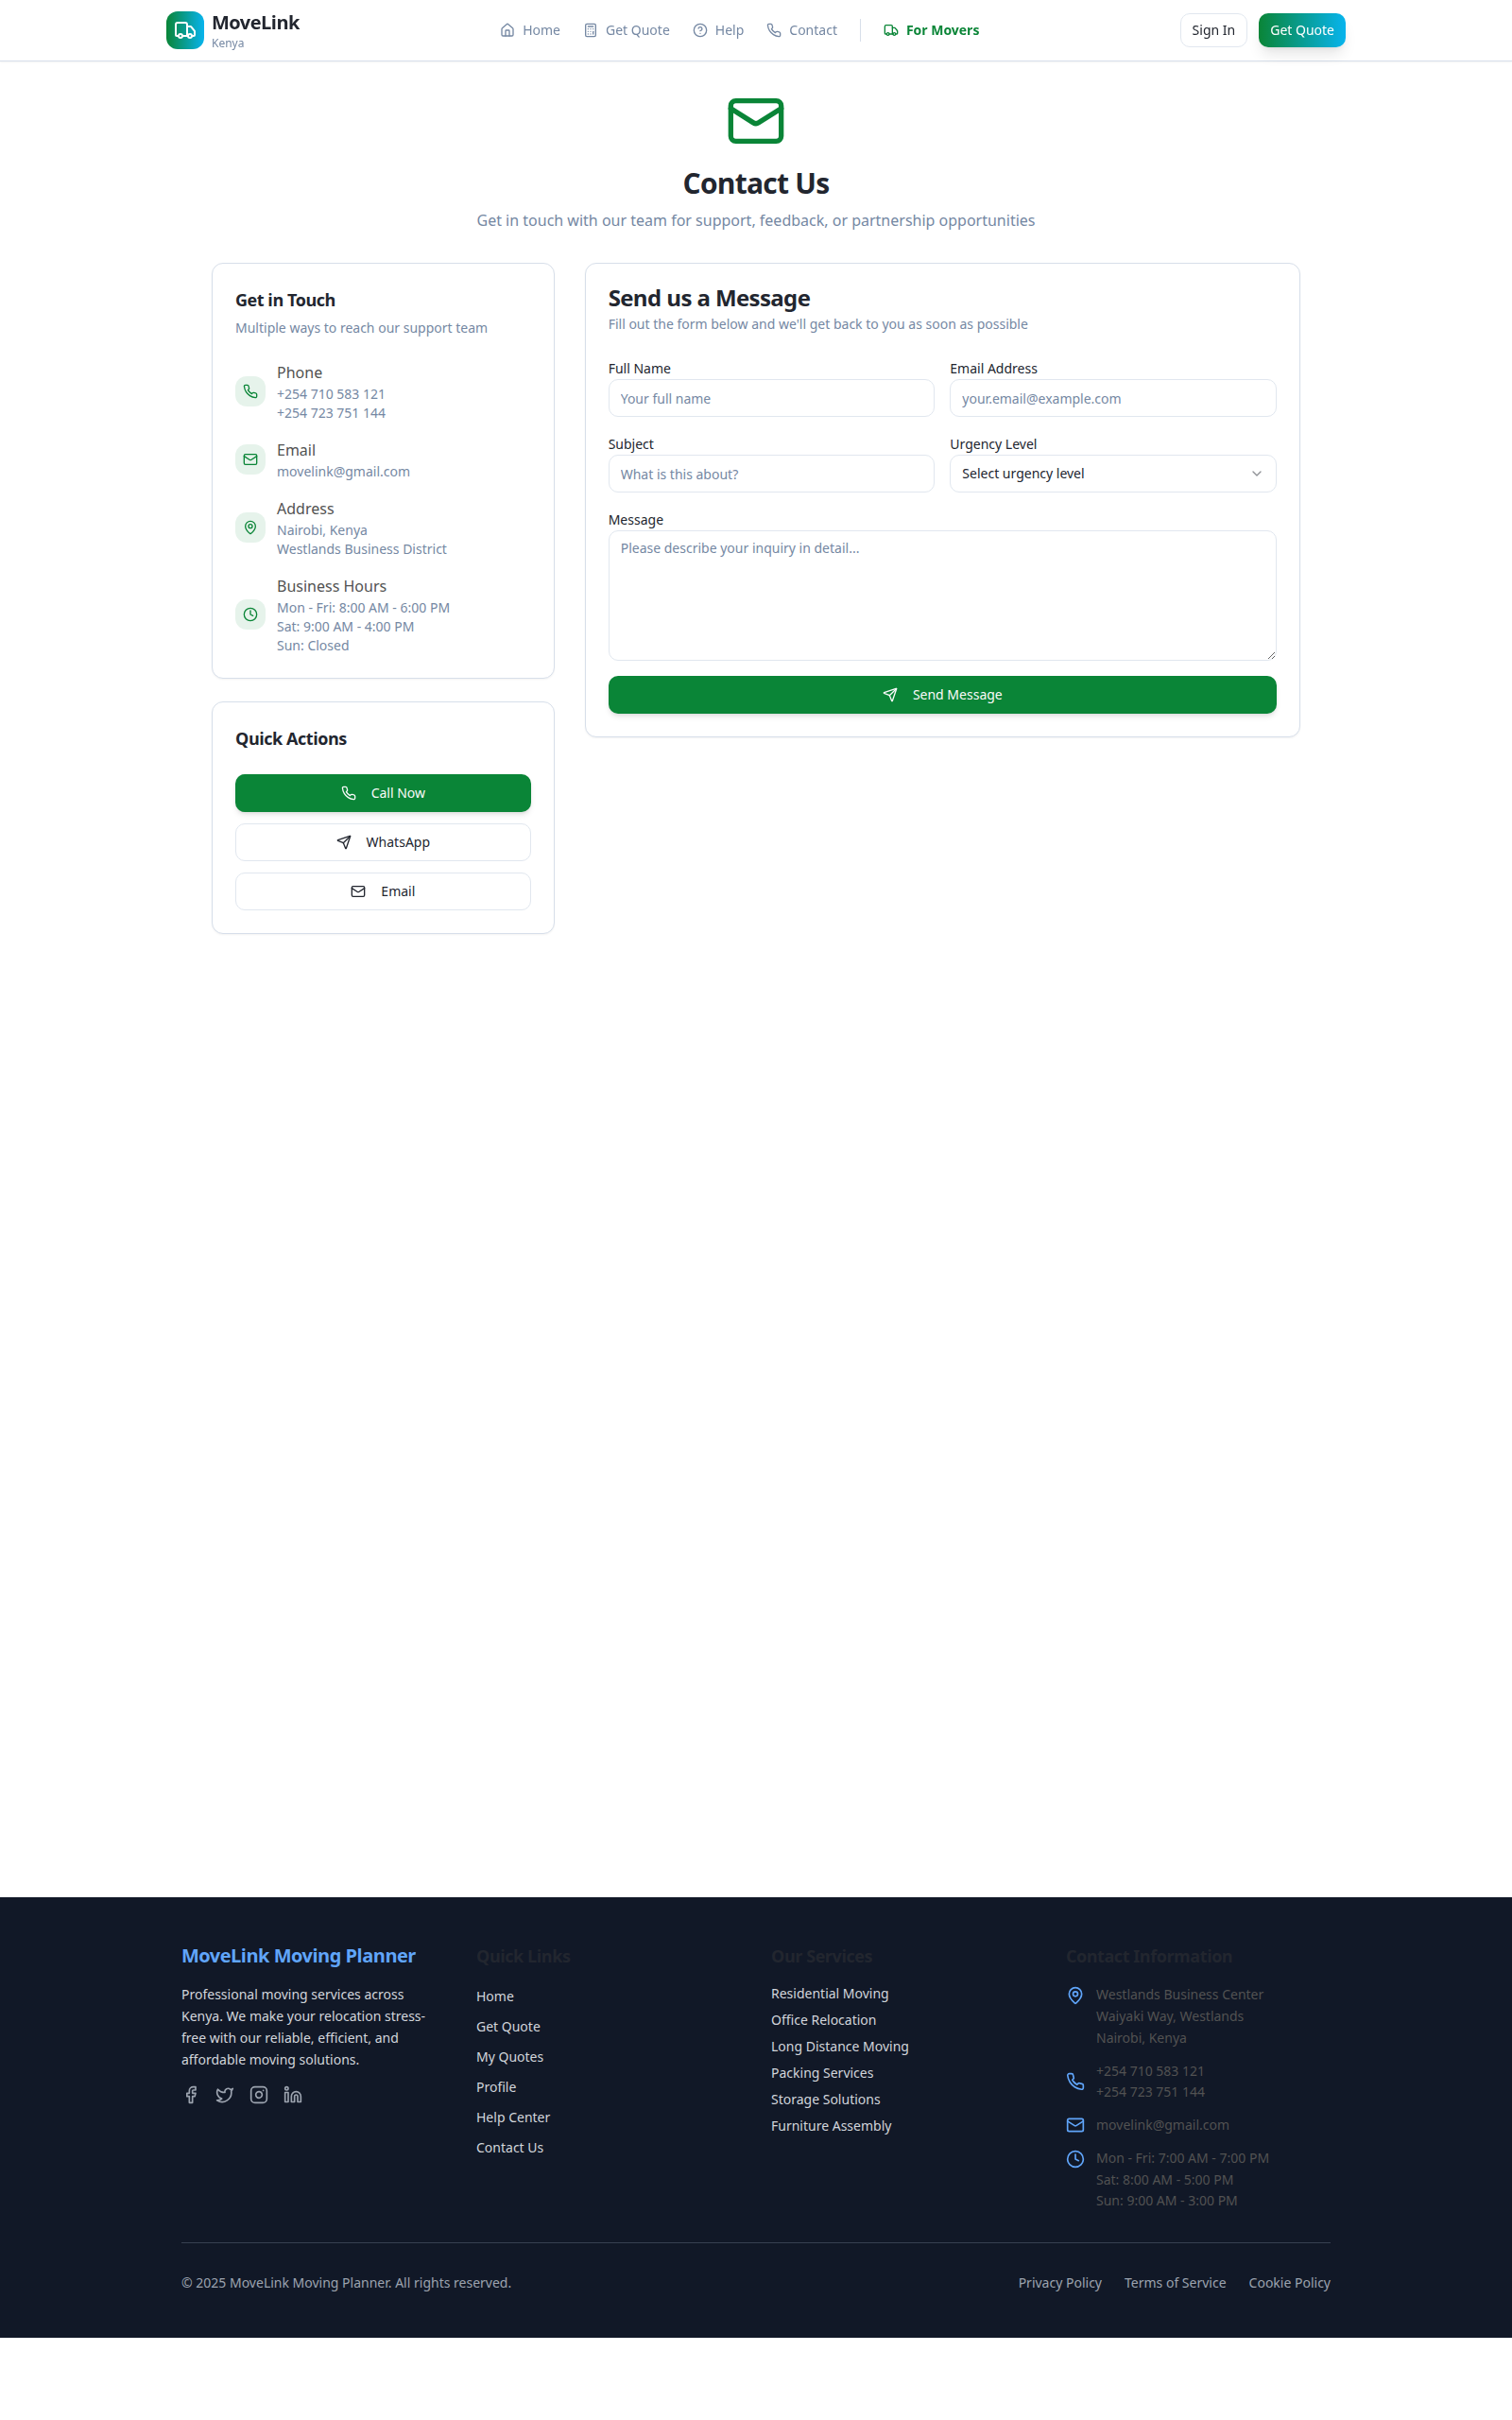 MoveLink
Kenya
Home
Get Quote
Help
Contact
For Movers
Sign In
Get Quote
Contact Us
Get in touch with our team for support, feedback, or partnership opportunities
Get in Touch
Multiple ways to reach our support team
Phone
+254 710 583 121
+254 723 751 144
Email
movelink@gmail.com
Address
Nairobi, Kenya
Westlands Business District
Business Hours
Mon - Fri: 8:00 AM - 6:00 PM
Sat: 9:00 AM - 4:00 PM
Sun: Closed
Quick Actions
Call Now
WhatsApp
Email
Send us a Message
Fill out the form below and we'll get back to you as soon as possible
Full Name
Your full name
Email Address
your.email@example.com
Subject
What is this about?
Urgency Level
Select urgency level
Message
Please describe your inquiry in detail...
Send Message
MoveLink Moving Planner
Professional moving services across
Kenya. We make your relocation stress-
free with our reliable, efficient, and
affordable moving solutions.
Quick Links
Home
Get Quote
My Quotes
Profile
Help Center
Contact Us
Our Services
Residential Moving
Office Relocation
Long Distance Moving
Packing Services
Storage Solutions
Furniture Assembly
Contact Information
Westlands Business Center
Waiyaki Way, Westlands
Nairobi, Kenya
+254 710 583 121
+254 723 751 144
movelink@gmail.com
Mon - Fri: 7:00 AM - 7:00 PM
Sat: 8:00 AM - 5:00 PM
Sun: 9:00 AM - 3:00 PM
© 2025 MoveLink Moving Planner. All rights reserved.
Privacy Policy
Terms of Service
Cookie Policy